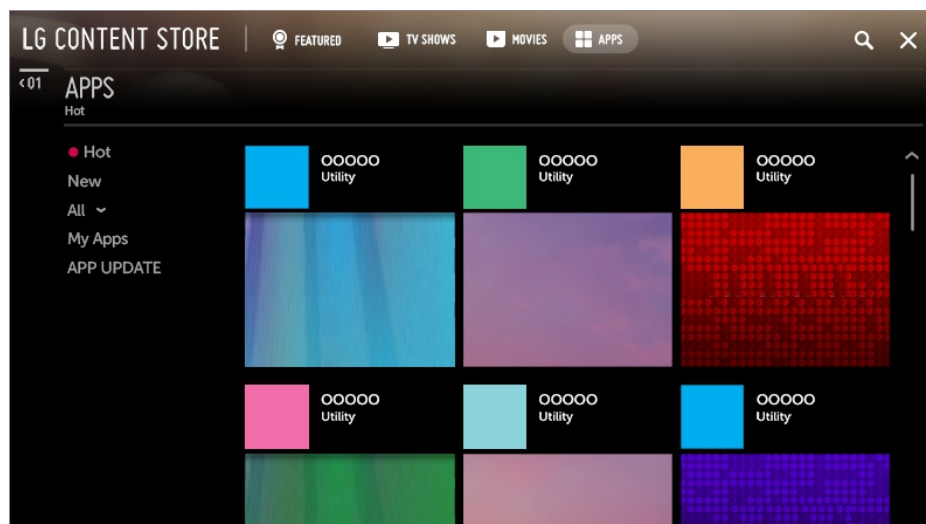 LG CONTENT STORE
FEATURED
TV SHOWS
MOVIES
APPS
<01
APPS
Hot
Hot
New
All
My Apps
APP UPDATE
OOOOO
Utility
OOOOO
Utility
OOOOO
Utility
OOOOO
Utility
OOOOO
Utility
OOOOO
Utility